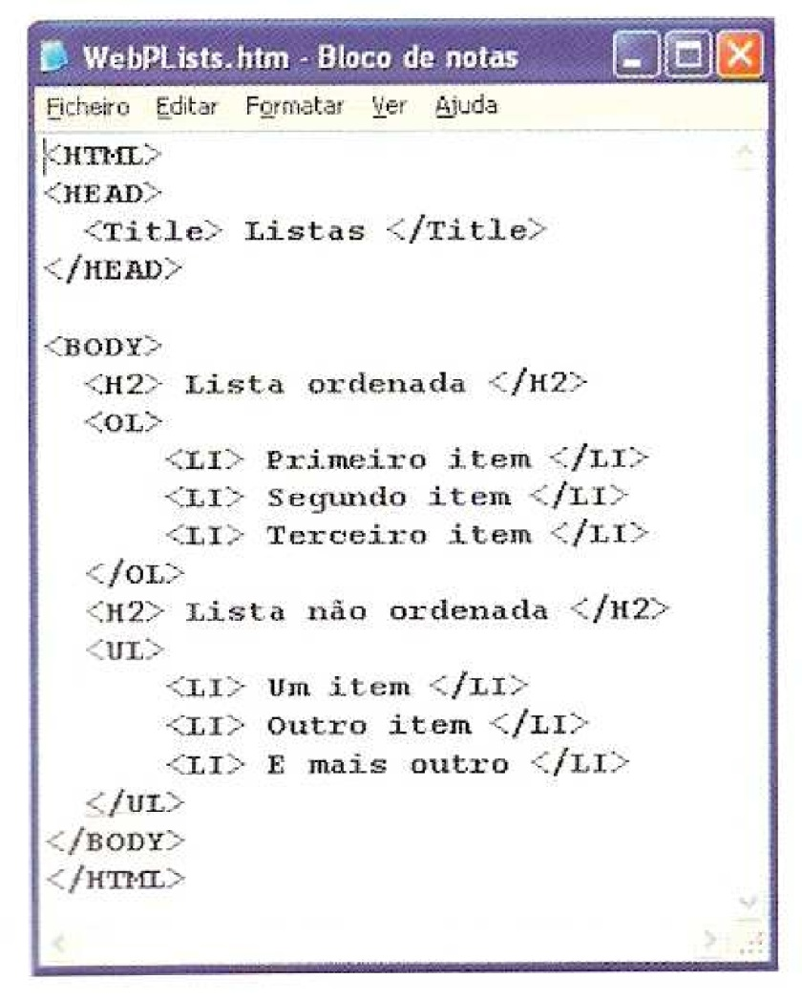 WebPLists.htm - Bloco de notas
Ficheiro Editar Formatar Ver Ajuda
<HTML>
<HEAD>
<Title> Listas </Title>
</HEAD>
<BODY>
<H2> Lista ordenada </H2>
<OL>
<LI> Primeiro item </LI>
<LI> Segundo item </LI>
<LI> Terceiro item </LI>
</OL>
<H2> Lista não ordenada </H2>
<UL>
<LI> Um item </LI>
<LI> Outro item </LI>
<LI> E mais outro </LI>
</UL>
</BODY>
</HTML>